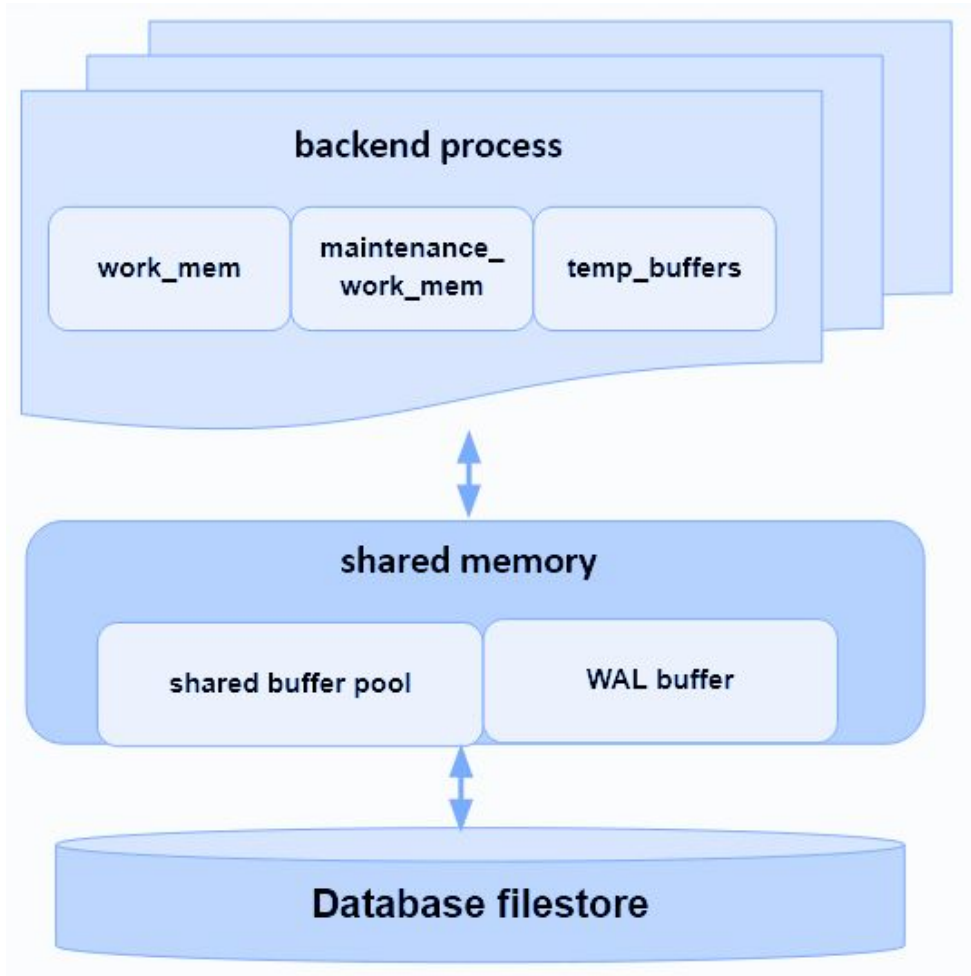 backend process
work_mem
maintenance_
work_mem
temp_buffers
shared memory
shared buffer pool
WAL buffer
Database filestore